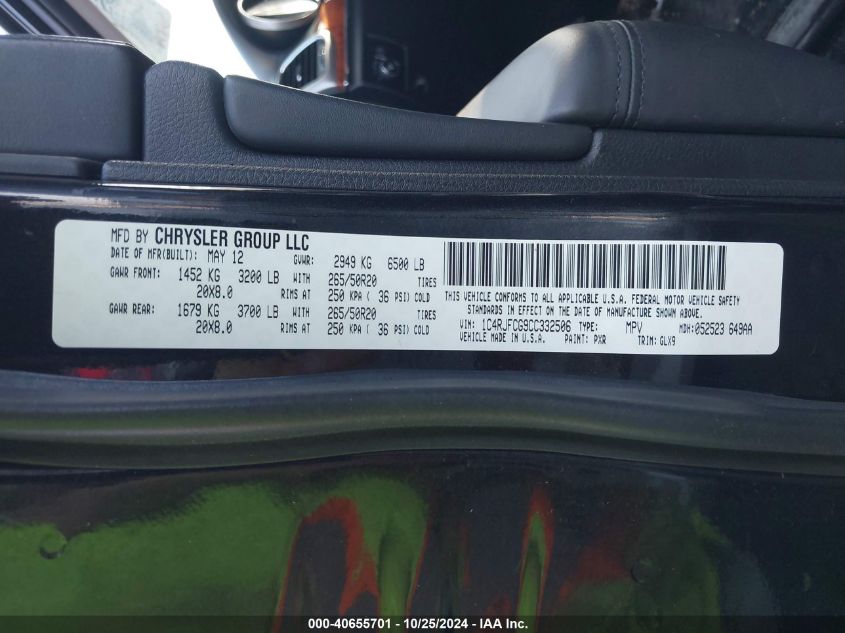 MFD BY CHRYSLER GROUP LLC
DATE OF MFR(BUILT): MAY 12 GVWR: 2949 KG 6500 LB
GAWR FRONT: 1452 KG 3200 LB WITH 265/50R20 TIRES
20X8.0 RIMS AT 250 KPA ( 36 PSI) COLD
GAWR REAR: 1679 KG 3700 LB WITH 265/50R20 TIRES
20X8.0 RIMS AT 250 KPA ( 36 PSI) COLD
THIS VEHICLE CONFORMS TO ALL APPLICABLE U.S.A. FEDERAL MOTOR VEHICLE SAFETY
STANDARDS IN EFFECT ON THE DATE OF MANUFACTURE SHOWN ABOVE.
VIN: 1C4RJFCG9CC332506 TYPE: MPV MDH: 052523 649AA
VEHICLE MADE IN U.S.A. PAINT: PXR TRIM: GLX9
000-40655701 - 10/25/2024 - IAA Inc.